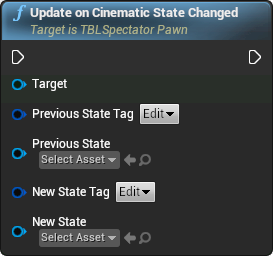 f Update on Cinematic State Changed
Target is TBLSpectator Pawn
Target
Previous State Tag Edit
Previous State
Select Asset
New State Tag Edit
New State
Select Asset